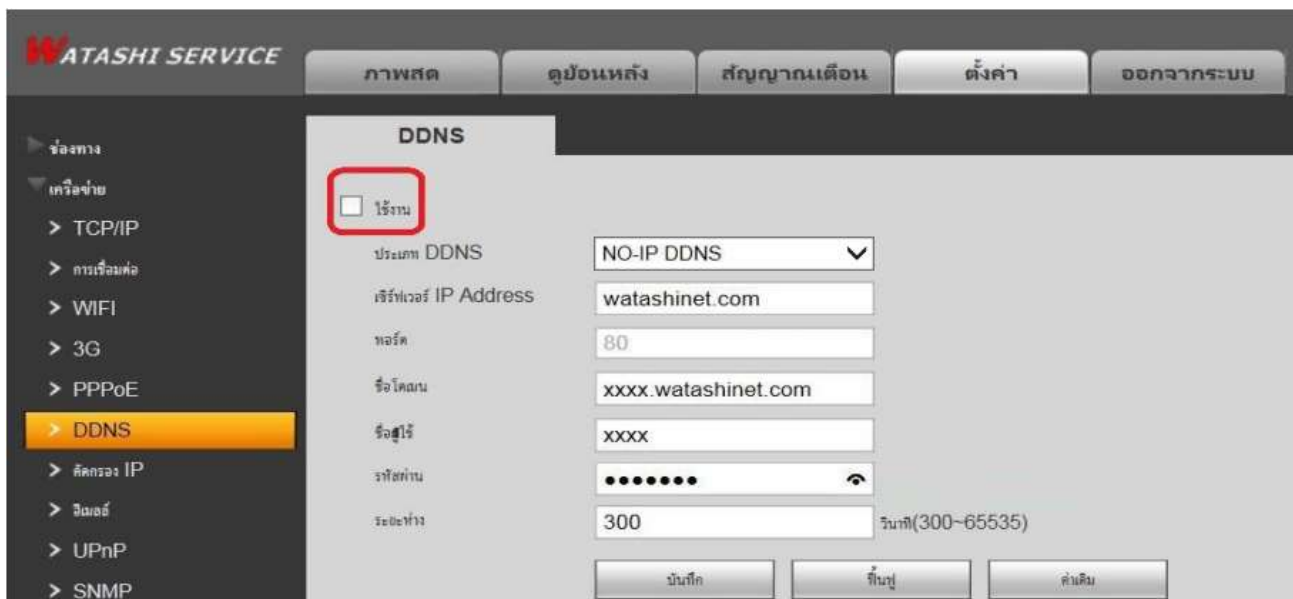 WATASHI SERVICE
ภาพสด
ดูย้อนหลัง
สัญญาณเตือน
ตั้งค่า
ออกจากระบบ
ช่องทาง
เครือข่าย
> TCP/IP
> การเชื่อมต่อ
> WIFI
> 3G
> PPPoE
> DDNS
> คัดกรอง IP
> อีเมลล์
> UPnP
> SNMP
DDNS
ใช้งาน
ประเภท DDNS
NO-IP DDNS
เซิร์ฟเวอร์ IP Address
watashinet.com
พอร์ต
80
ชื่อโดเมน
xxxx.watashinet.com
ชื่อผู้ใช้
xxxx
รหัสผ่าน
•••••••
ระยะห่าง
300
วินาที(300~65535)
บันทึก
ฟื้นฟู
ค่าเดิม